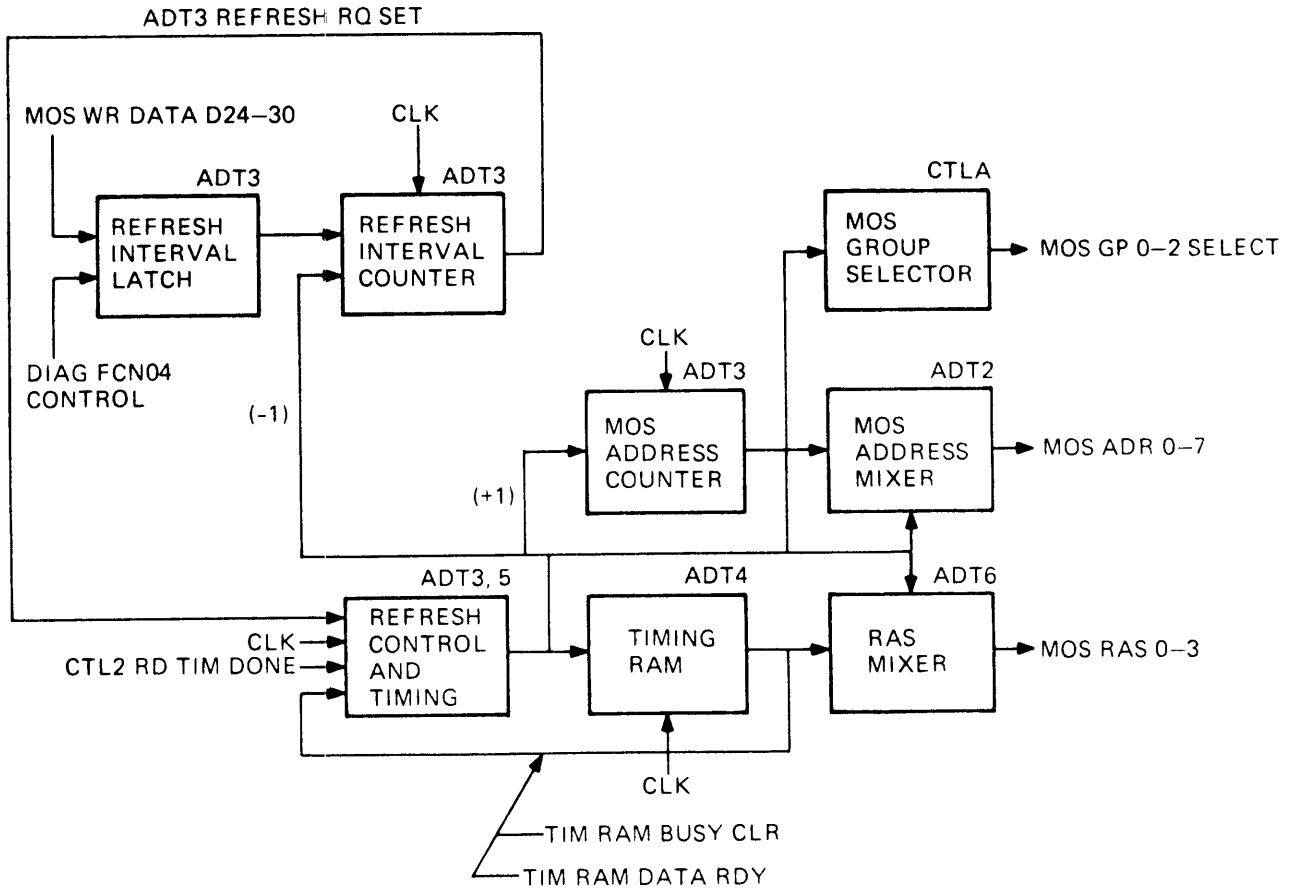 ADT3 REFRESH RQ SET
MOS WR DATA D24–30
CLK
ADT3
REFRESH
INTERVAL
LATCH
ADT3
REFRESH
INTERVAL
COUNTER
DIAG FCN04
CONTROL
(-1)
CTLA
MOS
GROUP
SELECTOR
MOS GP 0–2 SELECT
CLK
ADT3
MOS
ADDRESS
COUNTER
(+1)
ADT2
MOS
ADDRESS
MIXER
MOS ADR 0–7
ADT3, 5
REFRESH
CONTROL
AND
TIMING
CLK
CTL2 RD TIM DONE
ADT4
TIMING
RAM
CLK
ADT6
RAS
MIXER
MOS RAS 0–3
TIM RAM BUSY CLR
TIM RAM DATA RDY